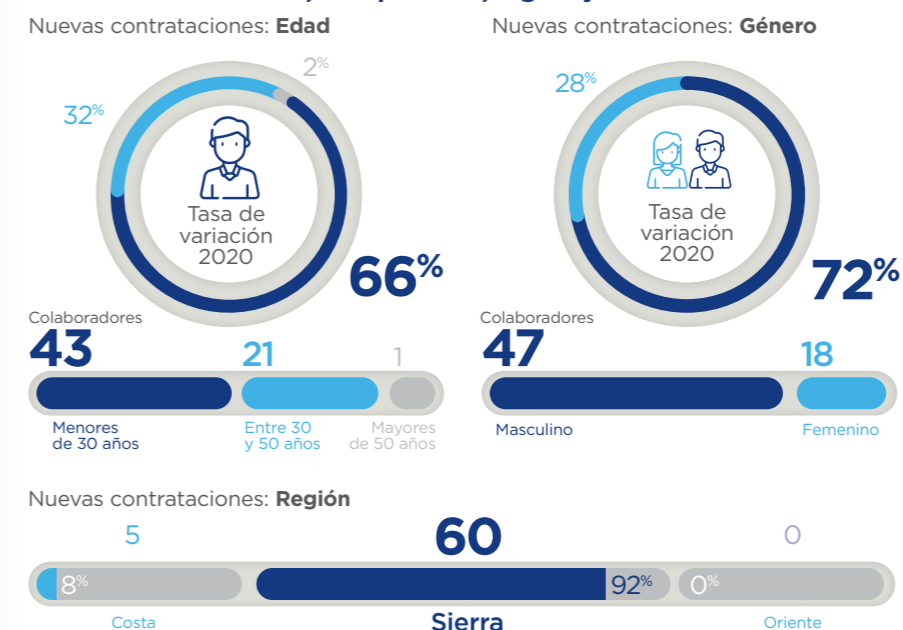 Nuevas contrataciones: Edad
2%
32%
Tasa de
variación
2020
66%
Colaboradores
43
21
1
Menores
de 30 años
Entre 30
y 50 años
Mayores
de 50 años
Nuevas contrataciones: Género
28%
Tasa de
variación
2020
72%
Colaboradores
47
18
Masculino
Femenino
Nuevas contrataciones: Región
5
60
0
8%
92%
0%
Costa
Sierra
Oriente